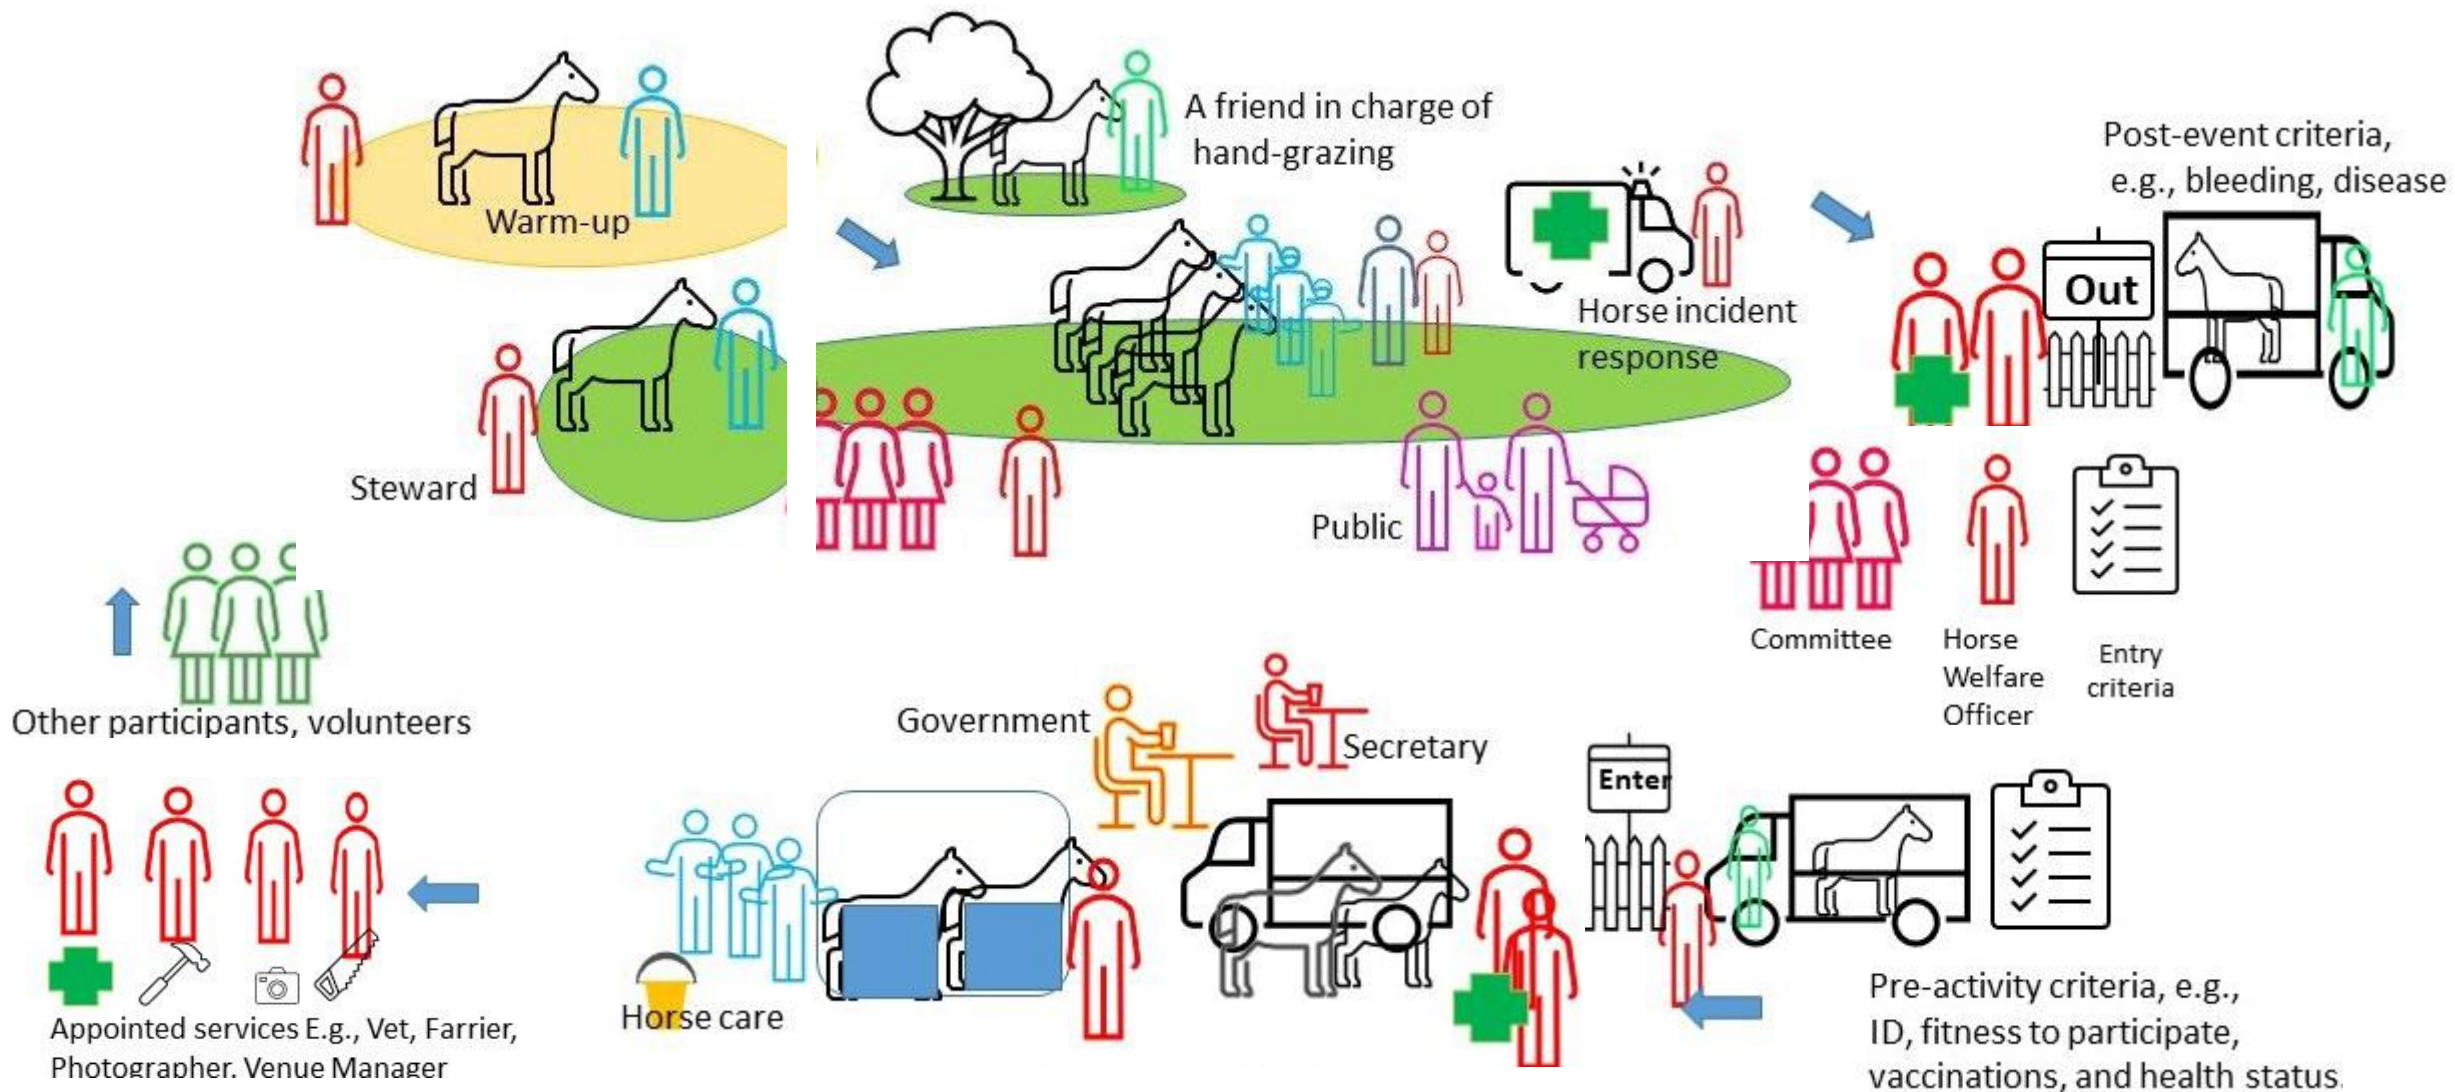 A friend in charge of
hand-grazing
Post-event criteria,
e.g., bleeding, disease
Warm-up
Out
Horse incident
response
Steward
Public
Committee
Horse
Welfare
Officer
Entry
criteria
Other participants, volunteers
Government
Secretary
Enter
Horse care
Appointed services E.g., Vet, Farrier,
Photographer, Venue Manager
Pre-activity criteria, e.g.,
ID, fitness to participate,
vaccinations, and health status.